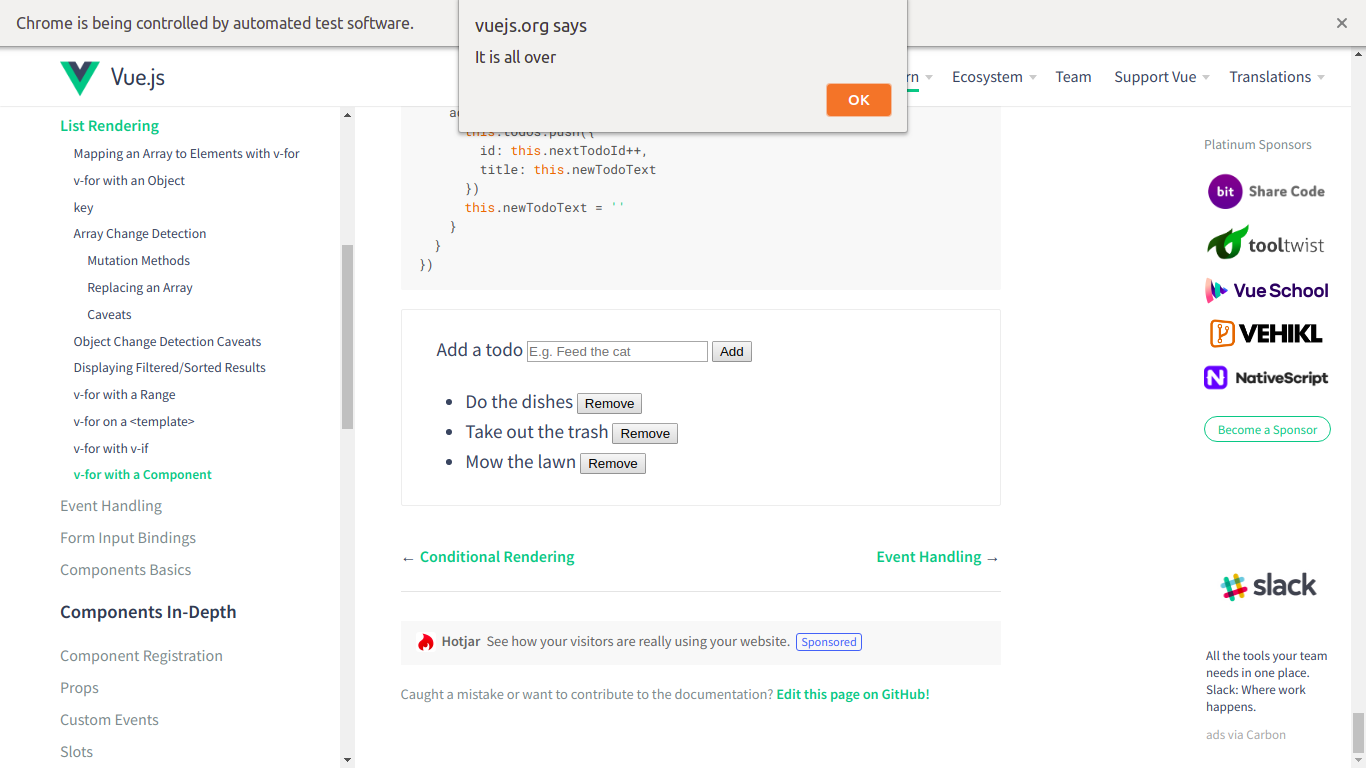 Chrome is being controlled by automated test software.
vuejs.org says
It is all over
OK
Vue.js
rn
Ecosystem
Team
Support Vue
Translations
List Rendering
Mapping an Array to Elements with v-for
v-for with an Object
key
Array Change Detection
Mutation Methods
Replacing an Array
Caveats
Object Change Detection Caveats
Displaying Filtered/Sorted Results
v-for with a Range
v-for on a <template>
v-for with v-if
v-for with a Component
Event Handling
Form Input Bindings
Components Basics
Components In-Depth
Component Registration
Props
Custom Events
Slots
this.todos.push({
id: this.nextTodoId++,
title: this.newTodoText
})
this.newTodoText = ''
}
}
})
Add a todo E.g. Feed the cat Add
• Do the dishes Remove
• Take out the trash Remove
• Mow the lawn Remove
← Conditional Rendering
Event Handling →
Hotjar See how your visitors are really using your website. Sponsored
Caught a mistake or want to contribute to the documentation? Edit this page on GitHub!
Platinum Sponsors
bit Share Code
tooltwist
Vue School
VEHIKL
N NativeScript
Become a Sponsor
slack
All the tools your team
needs in one place.
Slack: Where work
happens.
ads via Carbon